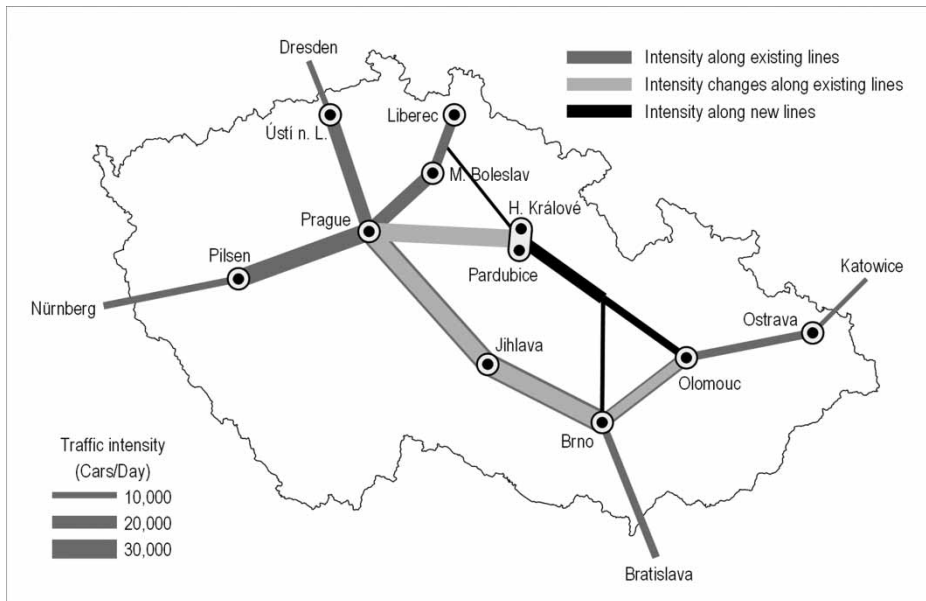 Dresden
Intensity along existing lines
Intensity changes along existing lines
Intensity along new lines
Liberec
Ústí n. L.
M. Boleslav
H. Králové
Prague
Pilsen
Pardubice
Katowice
Nürnberg
Ostrava
Jihlava
Olomouc
Brno
Traffic intensity
(Cars/Day)
10,000
20,000
30,000
Bratislava